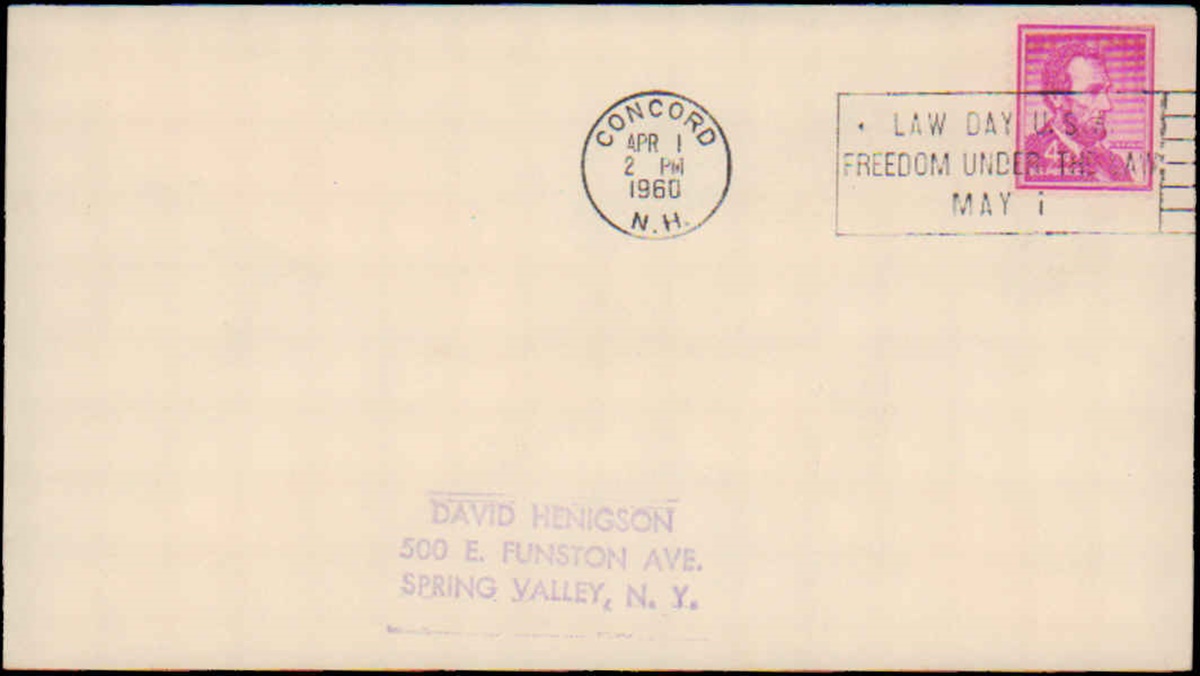 CONCORD
APR 1
2 PM
1960
N.H.
LAW DAY U.S.A.
FREEDOM UNDER THE LAW
MAY 1
4
DAVID HENIGSON
500 E. FUNSTON AVE.
SPRING VALLEY, N. Y.